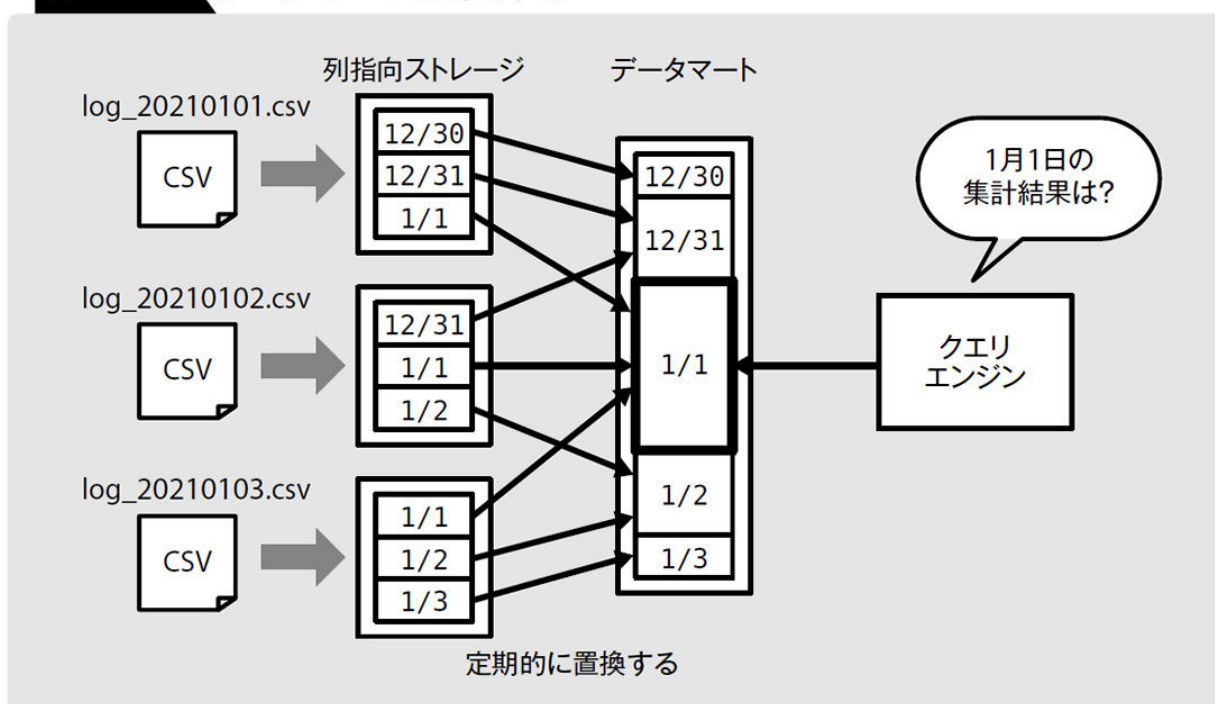 列指向ストレージ
データマート
log_20210101.csv
CSV
12/30
12/31
1/1
log_20210102.csv
CSV
12/31
1/1
1/2
log_20210103.csv
CSV
1/1
1/2
1/3
12/30
12/31
1/1
1/2
1/3
1月1日の
集計結果は?
クエリ
エンジン
定期的に置換する